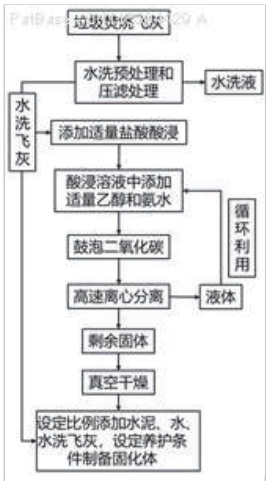 垃圾焚烧飞灰
水洗预处理和
压滤处理
水洗液
水洗飞灰
添加适量盐酸酸浸
酸浸溶液中添加
适量乙醇和氨水
循环利用
鼓泡二氧化碳
高速离心分离
液体
剩余固体
真空干燥
设定比例添加水泥、水、
水洗飞灰，设定养护条
件制备固化体